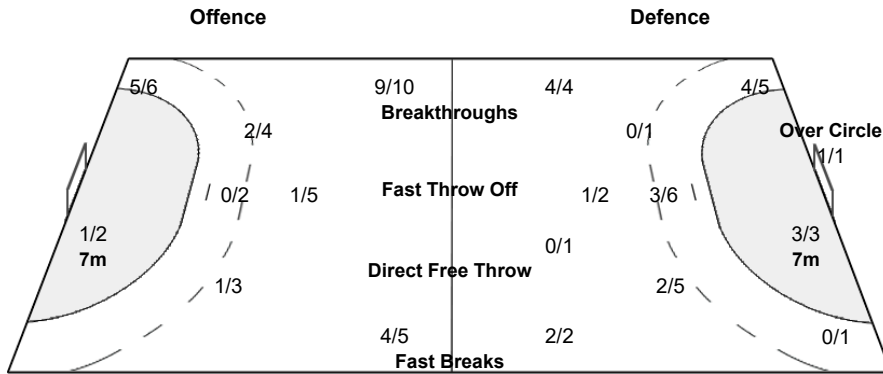 Offence Defence
5/6 9/10 4/4 4/5
Breakthroughs
2/4 0/1 Over Circle
1/1
0/2 1/5 Fast Throw Off 1/2 3/6
1/2 3/3
7m 0/1 7m
Direct Free Throw
1/3 2/5
4/5 2/2 0/1
Fast Breaks